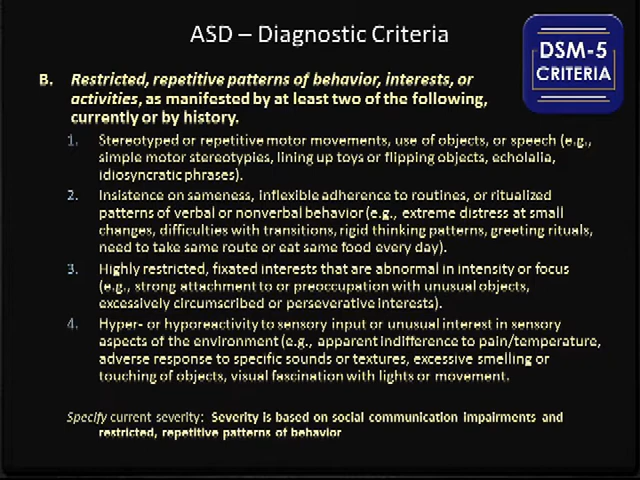 ASD – Diagnostic Criteria
DSM-5
CRITERIA
B. Restricted, repetitive patterns of behavior, interests, or
activities, as manifested by at least two of the following,
currently or by history.
1. Stereotyped or repetitive motor movements, use of objects, or speech (e.g.,
simple motor stereotypies, lining up toys or flipping objects, echolalia,
idiosyncratic phrases).
2. Insistence on sameness, inflexible adherence to routines, or ritualized
patterns of verbal or nonverbal behavior (e.g., extreme distress at small
changes, difficulties with transitions, rigid thinking patterns, greeting rituals,
need to take same route or eat same food every day).
3. Highly restricted, fixated interests that are abnormal in intensity or focus
(e.g., strong attachment to or preoccupation with unusual objects,
excessively circumscribed or perseverative interests).
4. Hyper- or hyporeactivity to sensory input or unusual interest in sensory
aspects of the environment (e.g., apparent indifference to pain/temperature,
adverse response to specific sounds or textures, excessive smelling or
touching of objects, visual fascination with lights or movement.
Specify current severity: Severity is based on social communication impairments and
restricted, repetitive patterns of behavior